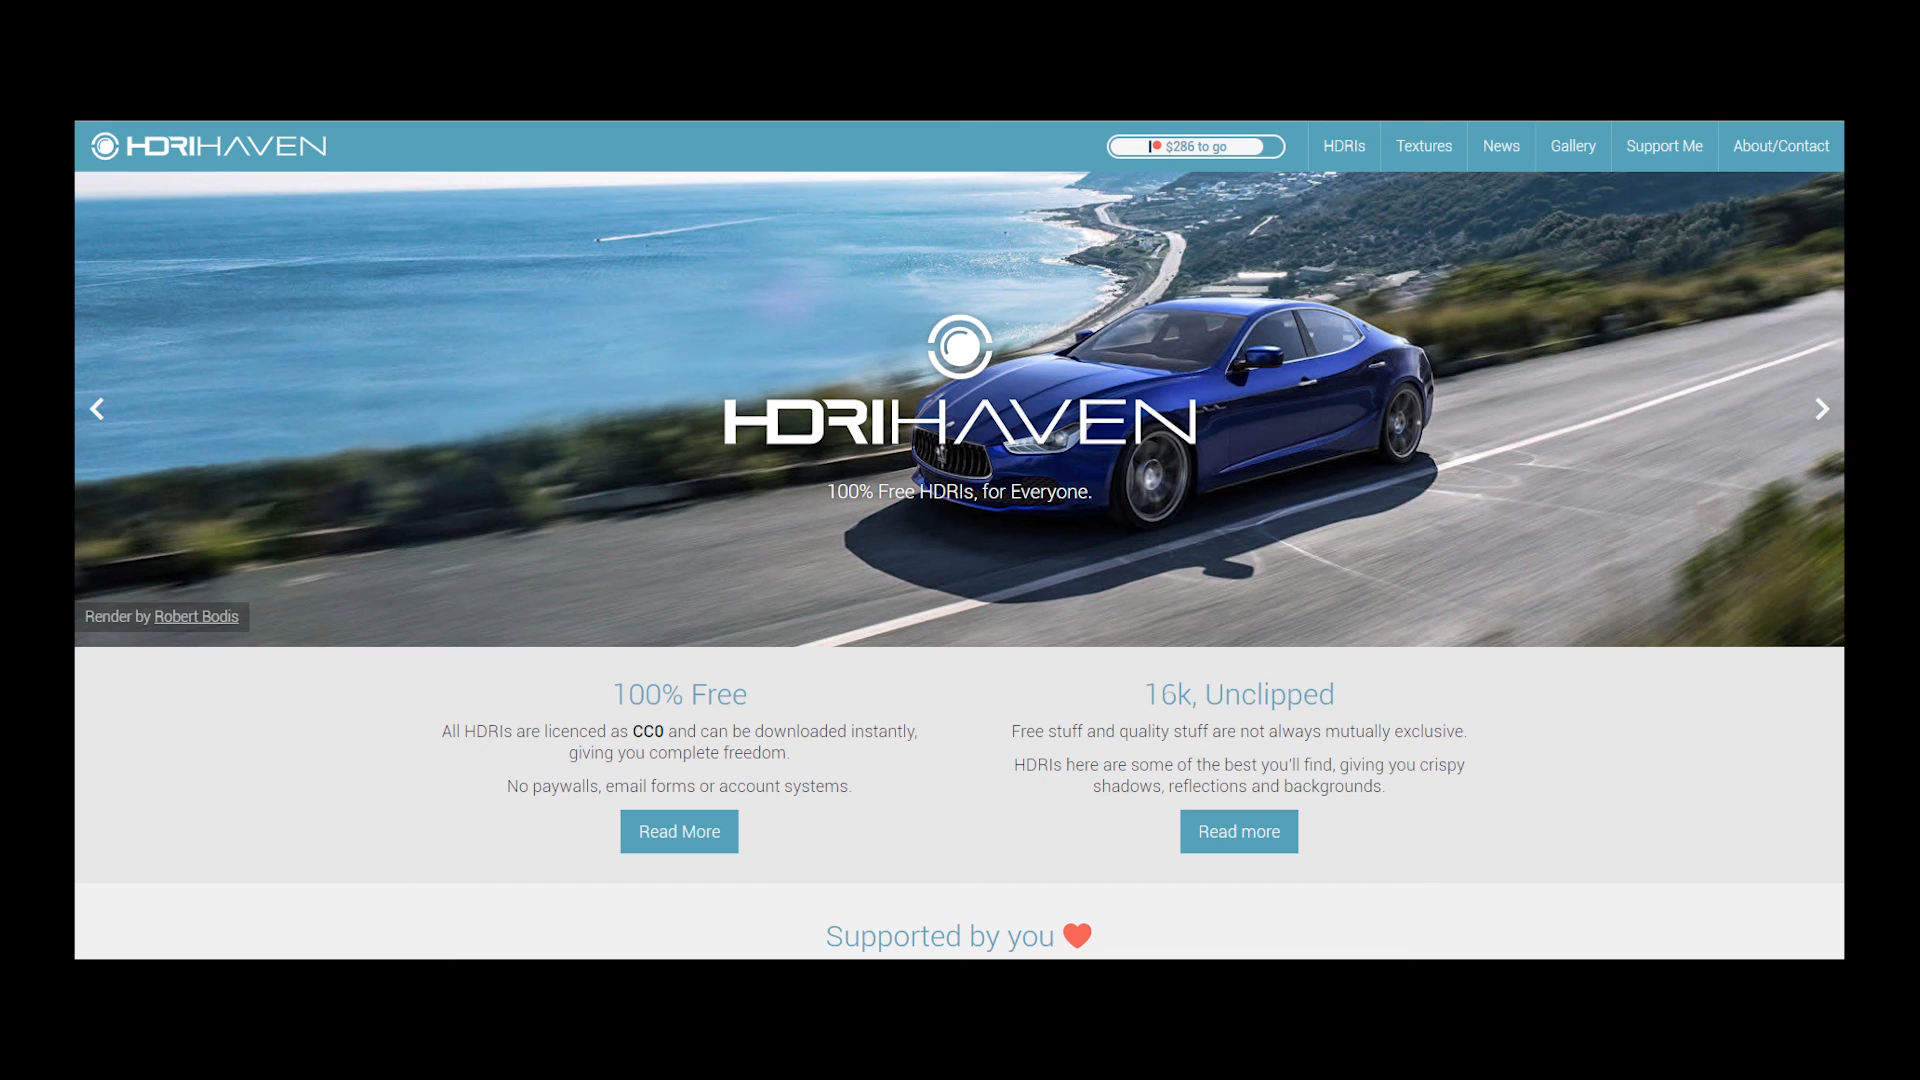 HDRIHAVEN
$286 to go
HDRIs
Textures
News
Gallery
Support Me
About/Contact
HDRIHAVEN
100% Free HDRIs, for Everyone.
Render by Robert Bodis
100% Free
All HDRIs are licenced as CC0 and can be downloaded instantly,
giving you complete freedom.
No paywalls, email forms or account systems.
Read More
16k, Unclipped
Free stuff and quality stuff are not always mutually exclusive.
HDRIs here are some of the best you'll find, giving you crispy
shadows, reflections and backgrounds.
Read more
Supported by you